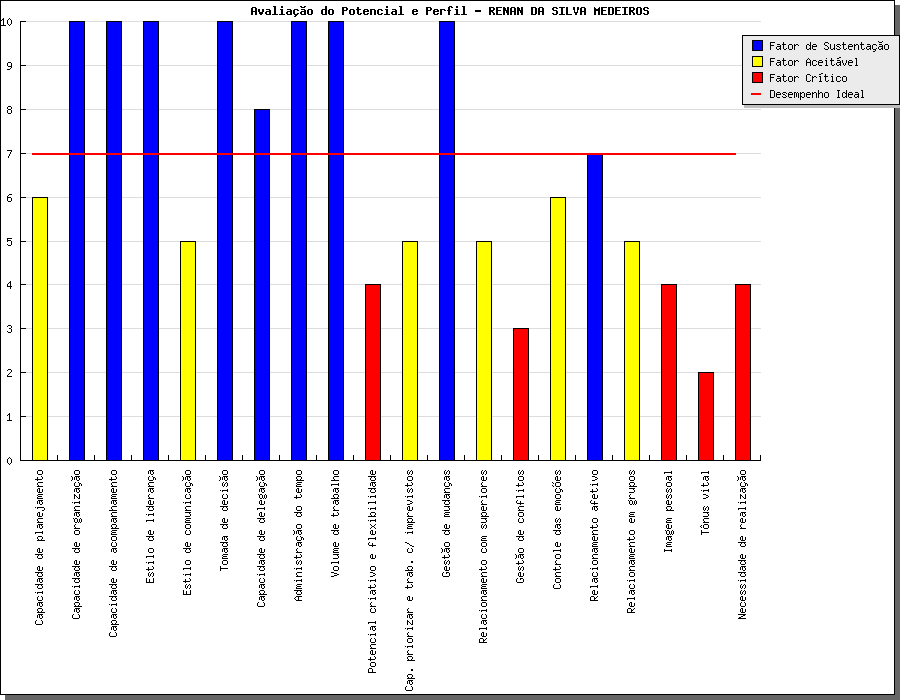 Avaliação do Potencial e Perfil - RENAN DA SILVA MEDEIROS
Fator de Sustentação
Fator Aceitável
Fator Crítico
Desempenho Ideal
10
9
8
7
6
5
4
3
2
1
0
Capacidade de planejamento
Capacidade de organização
Capacidade de acompanhamento
Estilo de liderança
Estilo de comunicação
Tomada de decisão
Capacidade de delegação
Administração do tempo
Volume de trabalho
Potencial criativo e flexibilidade
Cap. priorizar e trab. c/ imprevistos
Gestão de mudanças
Relacionamento com superiores
Gestão de conflitos
Controle das emoções
Relacionamento afetivo
Relacionamento em grupos
Imagem pessoal
Tônus vital
Necessidade de realização